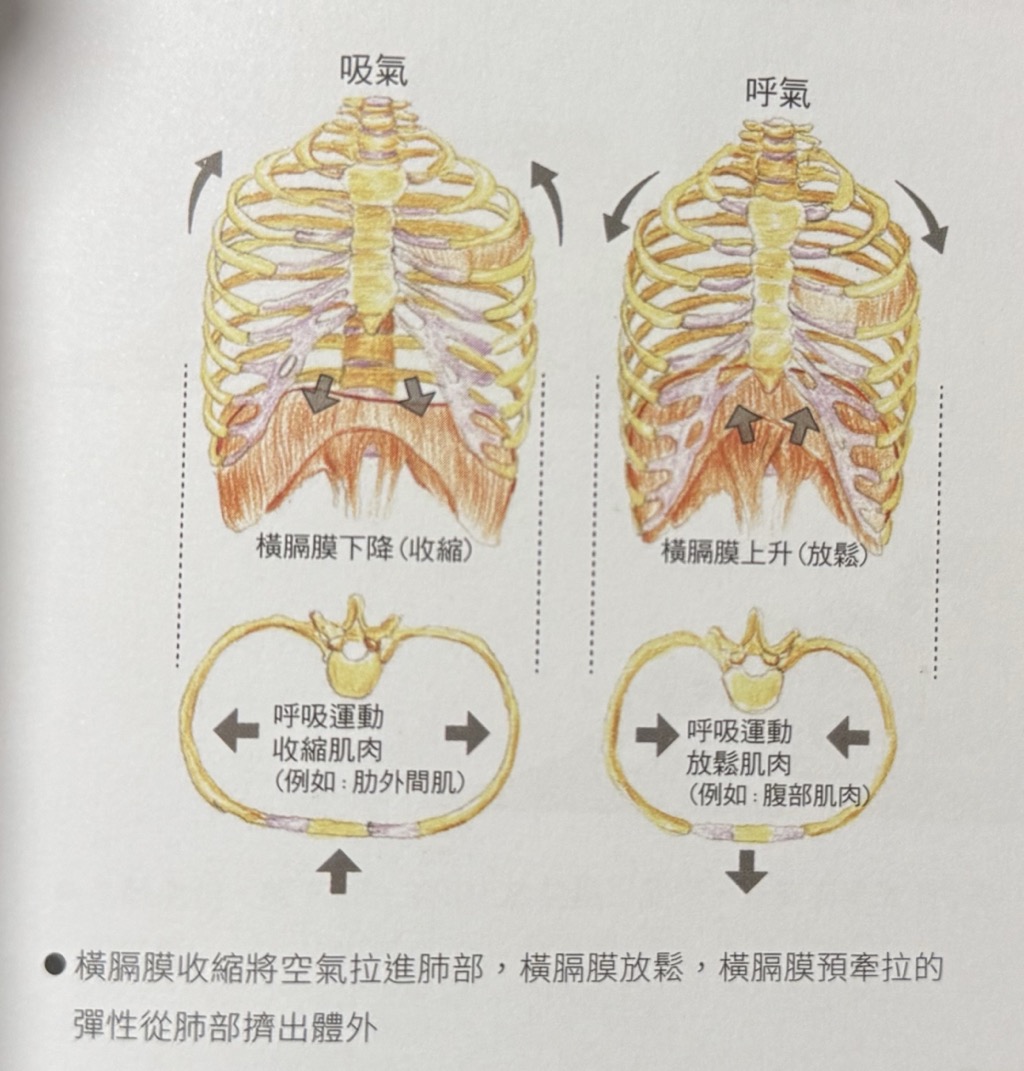 吸氣
呼氣
橫膈膜下降(收縮)
橫膈膜上升(放鬆)
呼吸運動
收縮肌肉
(例如:肋外間肌)
呼吸運動
放鬆肌肉
(例如:腹部肌肉)
●橫膈膜收縮將空氣拉進肺部,橫膈膜放鬆,橫膈膜預牽拉的
彈性從肺部擠出體外